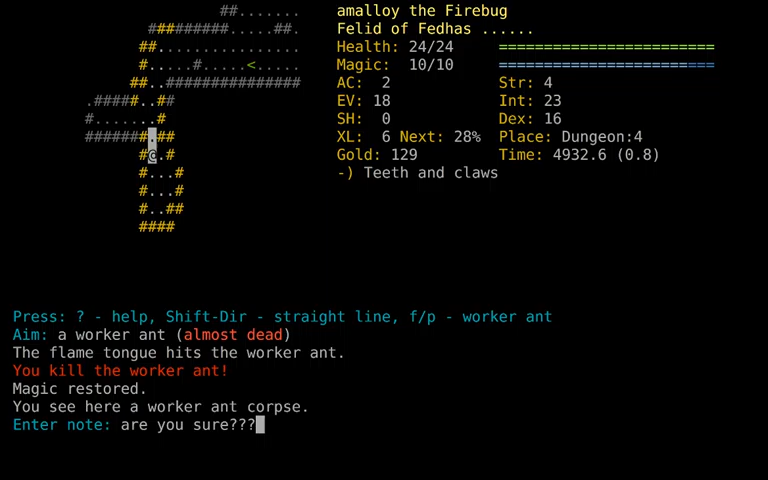 ##.......                amalloy the Firebug
#########.....##.        Felid of Fedhas ......
##................       Health: 24/24        ========================
#.....#.....<.....       Magic:  10/10        ========================
##..###############      AC:  2               Str: 4
.####...##               EV: 18               Int: 23
#.......#                SH:  0               Dex: 16
#######.##               XL:  6 Next: 28%     Place: Dungeon:4
#@.#                     Gold: 129            Time: 4932.6 (0.8)
#...#                    -) Teeth and claws
#...#
#..##
####
Press: ? - help, Shift-Dir - straight line, f/p - worker ant
Aim: a worker ant (almost dead)
The flame tongue hits the worker ant.
You kill the worker ant!
Magic restored.
You see here a worker ant corpse.
Enter note: are you sure???